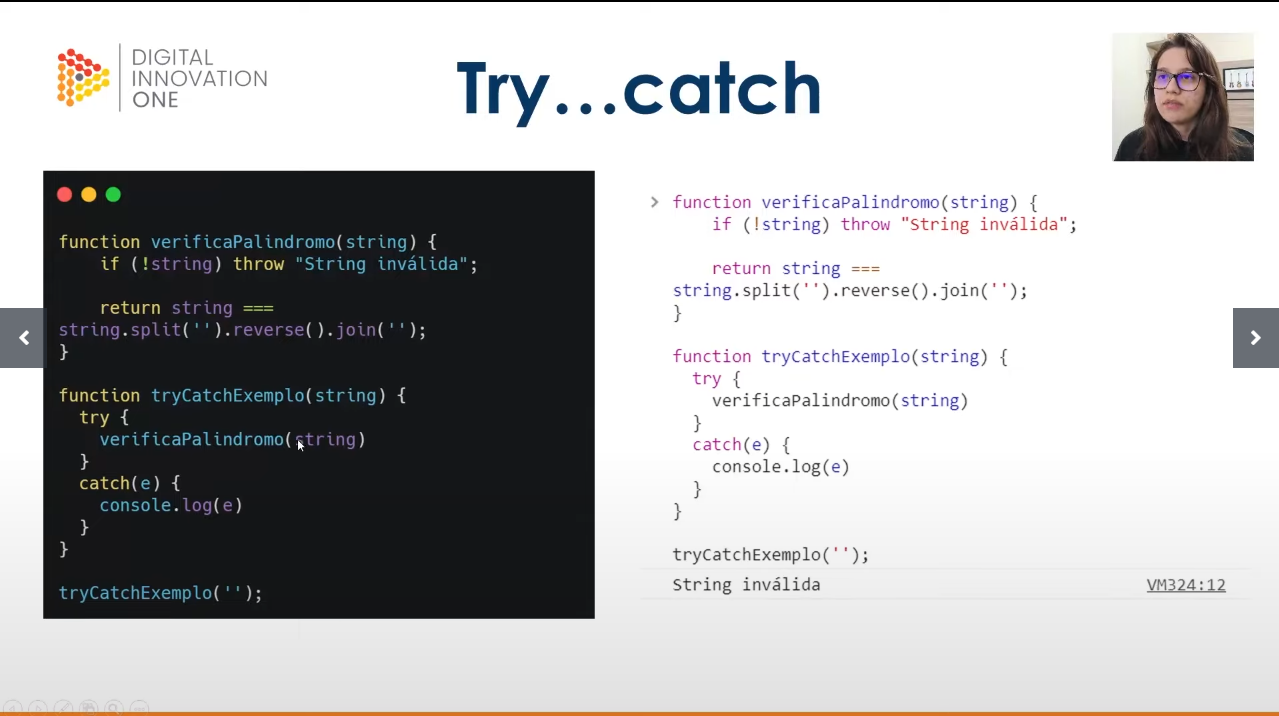 DIGITAL
INNOVATION
ONE
Try...catch
function verificaPalindromo(string) {
if (!string) throw "String inválida";
return string ===
string.split('').reverse().join('');
}
function tryCatchExemplo(string) {
try {
verificaPalindromo(string)
}
catch(e) {
console.log(e)
}
}
tryCatchExemplo('');
> function verificaPalindromo(string) {
if (!string) throw "String inválida";
return string ===
string.split('').reverse().join('');
}
function tryCatchExemplo(string) {
try {
verificaPalindromo(string)
}
catch(e) {
console.log(e)
}
}
tryCatchExemplo('');
String inválida VM324:12